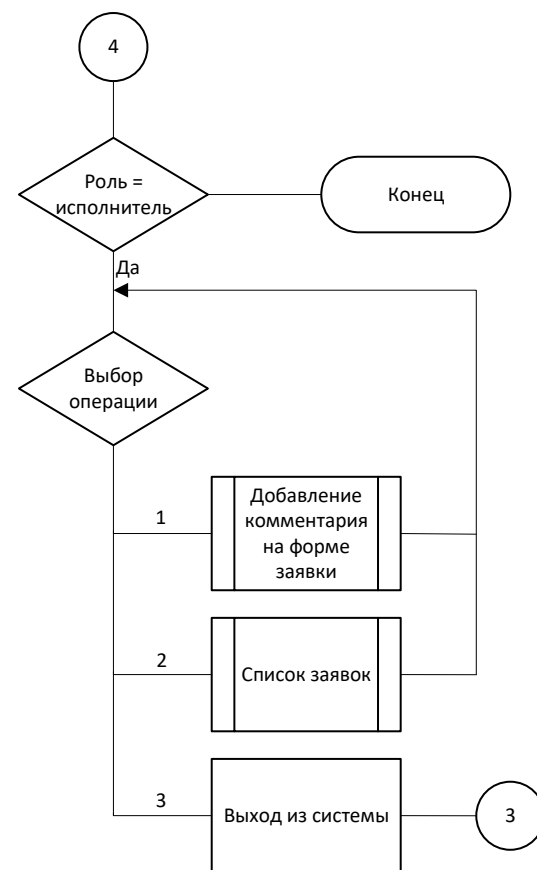 4
Роль =
исполнитель
Конец
Да
Выбор
операции
1
Добавление
комментария
на форме
заявки
2
Список заявок
3
Выход из системы
3